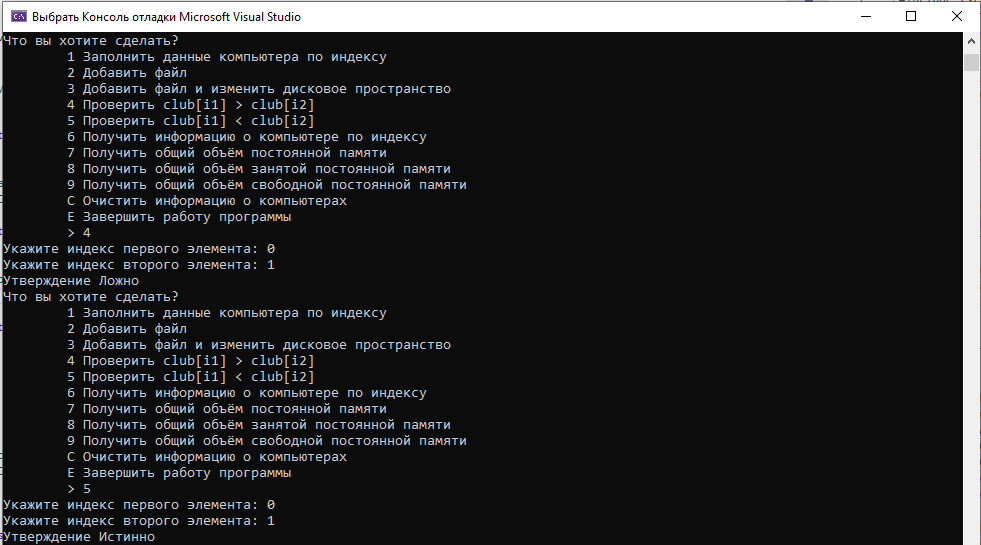 Выбрать Консоль отладки Microsoft Visual Studio
Что вы хотите сделать?
1 Заполнить данные компьютера по индексу
2 Добавить файл
3 Добавить файл и изменить дисковое пространство
4 Проверить club[i1] > club[i2]
5 Проверить club[i1] < club[i2]
6 Получить информацию о компьютере по индексу
7 Получить общий объём постоянной памяти
8 Получить общий объём занятой постоянной памяти
9 Получить общий объём свободной постоянной памяти
C Очистить информацию о компьютерах
E Завершить работу программы
> 4
Укажите индекс первого элемента: 0
Укажите индекс второго элемента: 1
Утверждение Ложно
Что вы хотите сделать?
1 Заполнить данные компьютера по индексу
2 Добавить файл
3 Добавить файл и изменить дисковое пространство
4 Проверить club[i1] > club[i2]
5 Проверить club[i1] < club[i2]
6 Получить информацию о компьютере по индексу
7 Получить общий объём постоянной памяти
8 Получить общий объём занятой постоянной памяти
9 Получить общий объём свободной постоянной памяти
C Очистить информацию о компьютерах
E Завершить работу программы
> 5
Укажите индекс первого элемента: 0
Укажите индекс второго элемента: 1
Утверждение Истинно